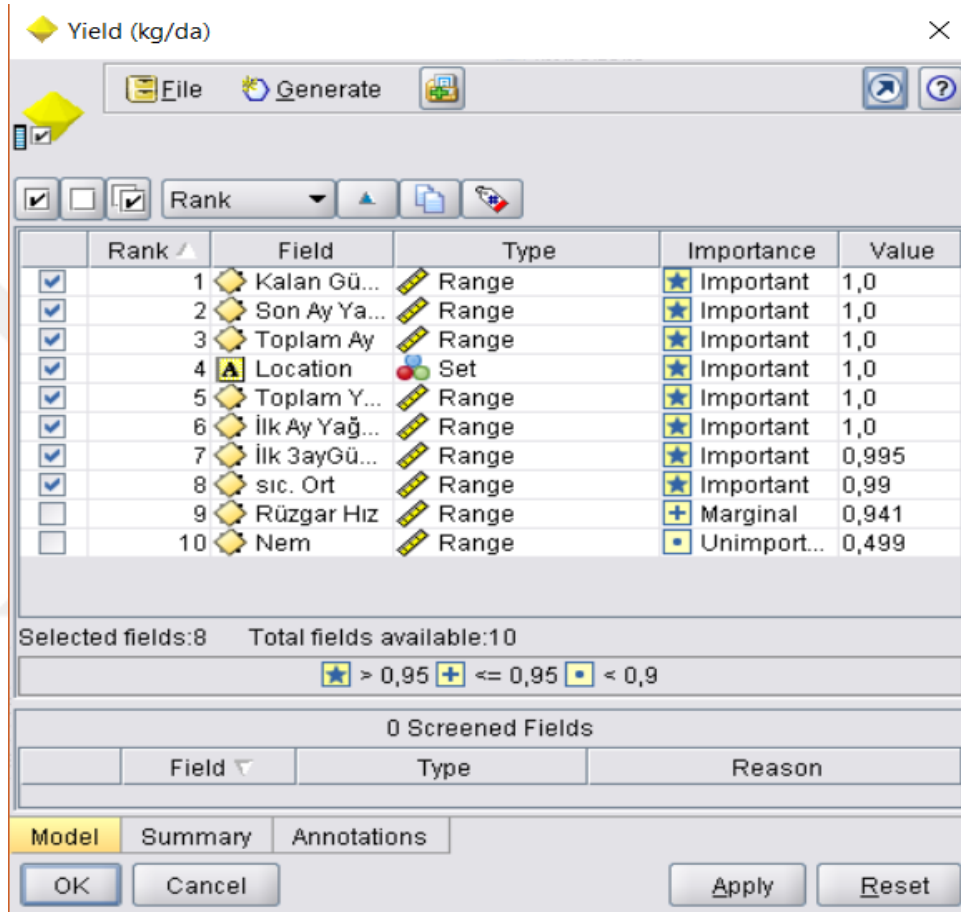 Yield (kg/da)
File Generate
Rank
Rank Field Type Importance Value
1 Kalan Gü... Range Important 1,0
2 Son Ay Ya... Range Important 1,0
3 Toplam Ay Range Important 1,0
4 A Location Set Important 1,0
5 Toplam Y... Range Important 1,0
6 İlk Ay Yağ... Range Important 1,0
7 İlk 3ayGü... Range Important 0,995
8 sıc. Ort Range Important 0,99
9 Rüzgar Hız Range Marginal 0,941
10 Nem Range Unimport... 0,499
Selected fields:8 Total fields available:10
> 0,95 <= 0,95 < 0,9
0 Screened Fields
Field Type Reason
Model Summary Annotations
OK Cancel Apply Reset